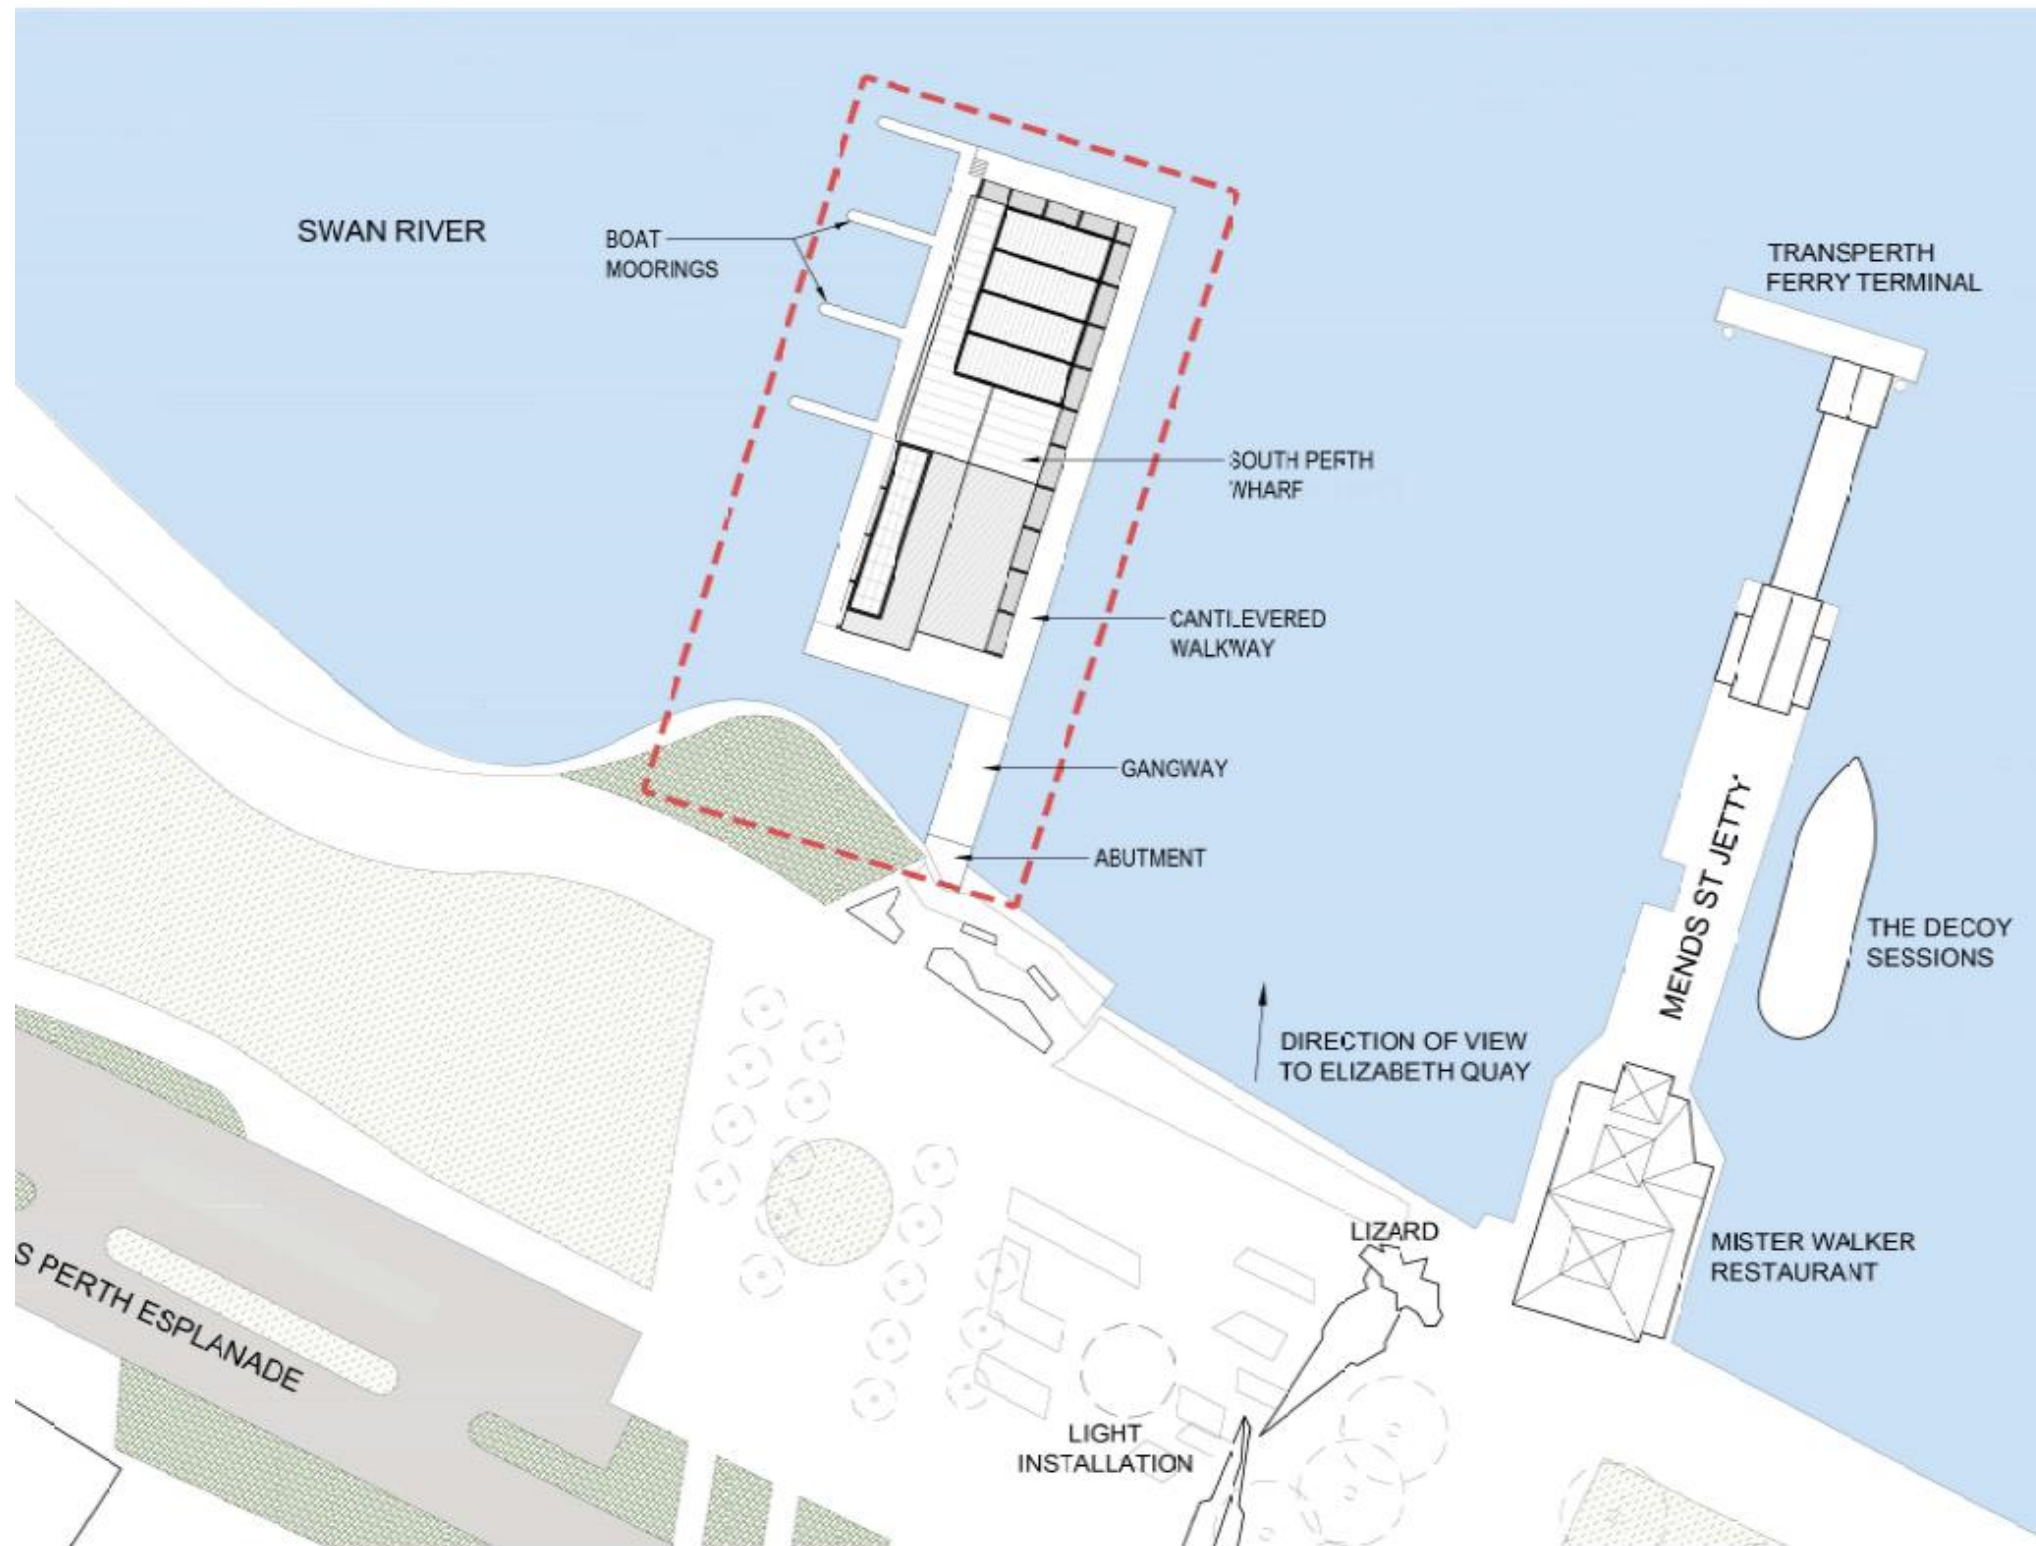 SWAN RIVER
BOAT
MOORINGS
TRANSPERTH
FERRY TERMINAL
SOUTH PERTH
WHARF
CANTILEVERED
WALKWAY
GANGWAY
ABUTMENT
MENDS ST JETTY
THE DECOY
SESSIONS
DIRECTION OF VIEW
TO ELIZABETH QUAY
LIZARD
MISTER WALKER
RESTAURANT
S PERTH ESPLANADE
LIGHT
INSTALLATION